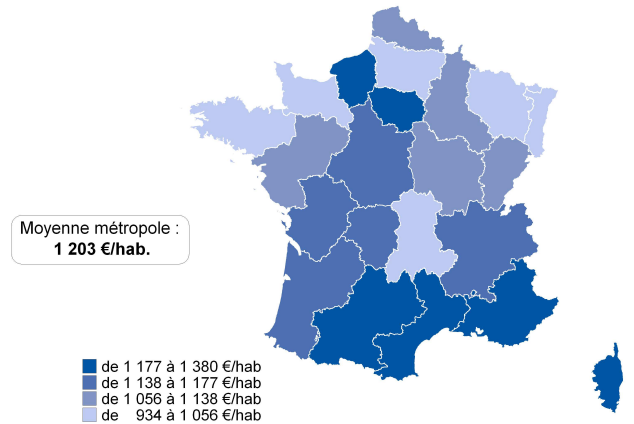 Moyenne métropole :
1 203 €/hab.
de 1 177 à 1 380 €/hab
de 1 138 à 1 177 €/hab
de 1 056 à 1 138 €/hab
de 934 à 1 056 €/hab